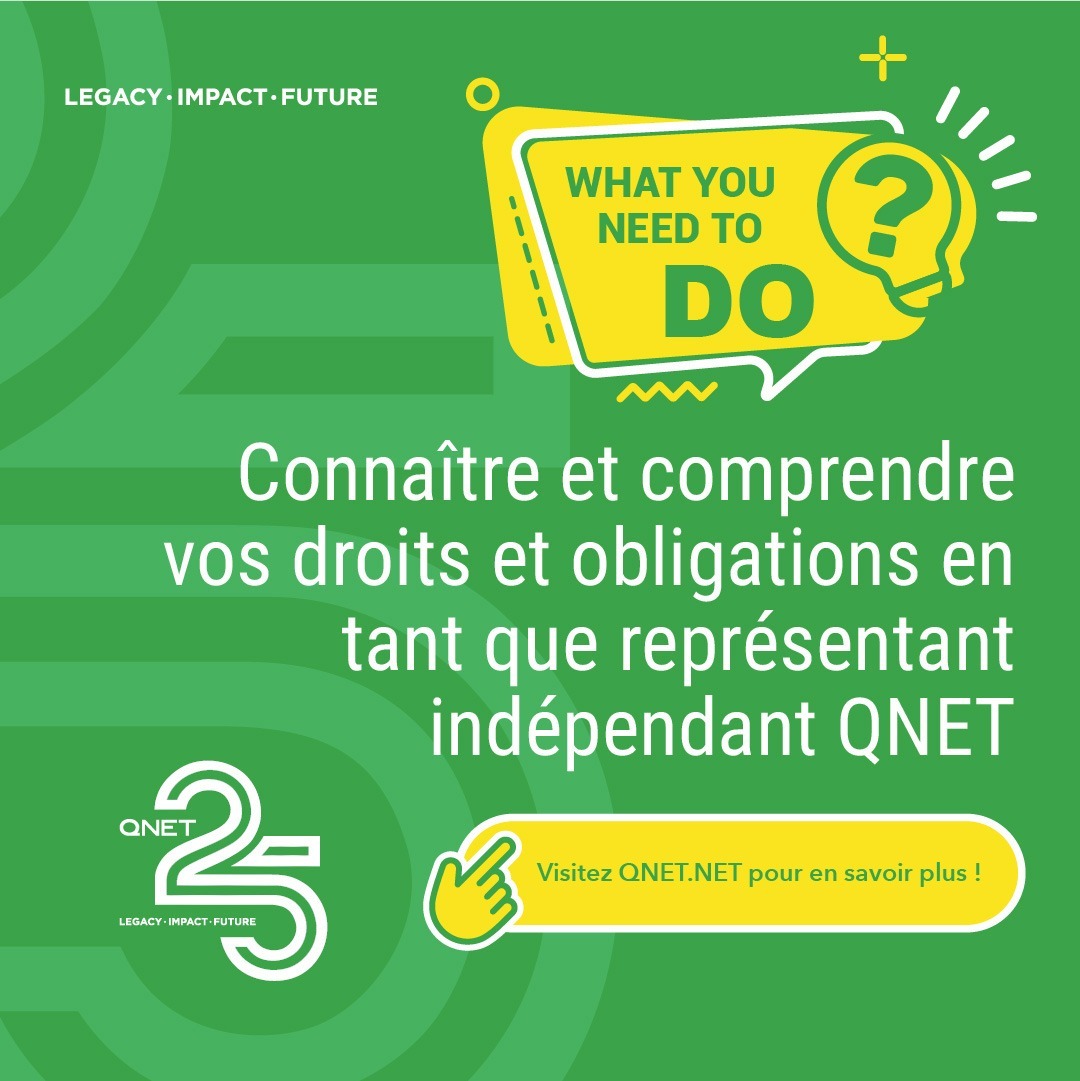 LEGACY · IMPACT · FUTURE
WHAT YOU
NEED TO
DO
?
Connaître et comprendre
vos droits et obligations en
tant que représentant
indépendant QNET
QNET
25
LEGACY · IMPACT · FUTURE
Visitez QNET.NET pour en savoir plus !